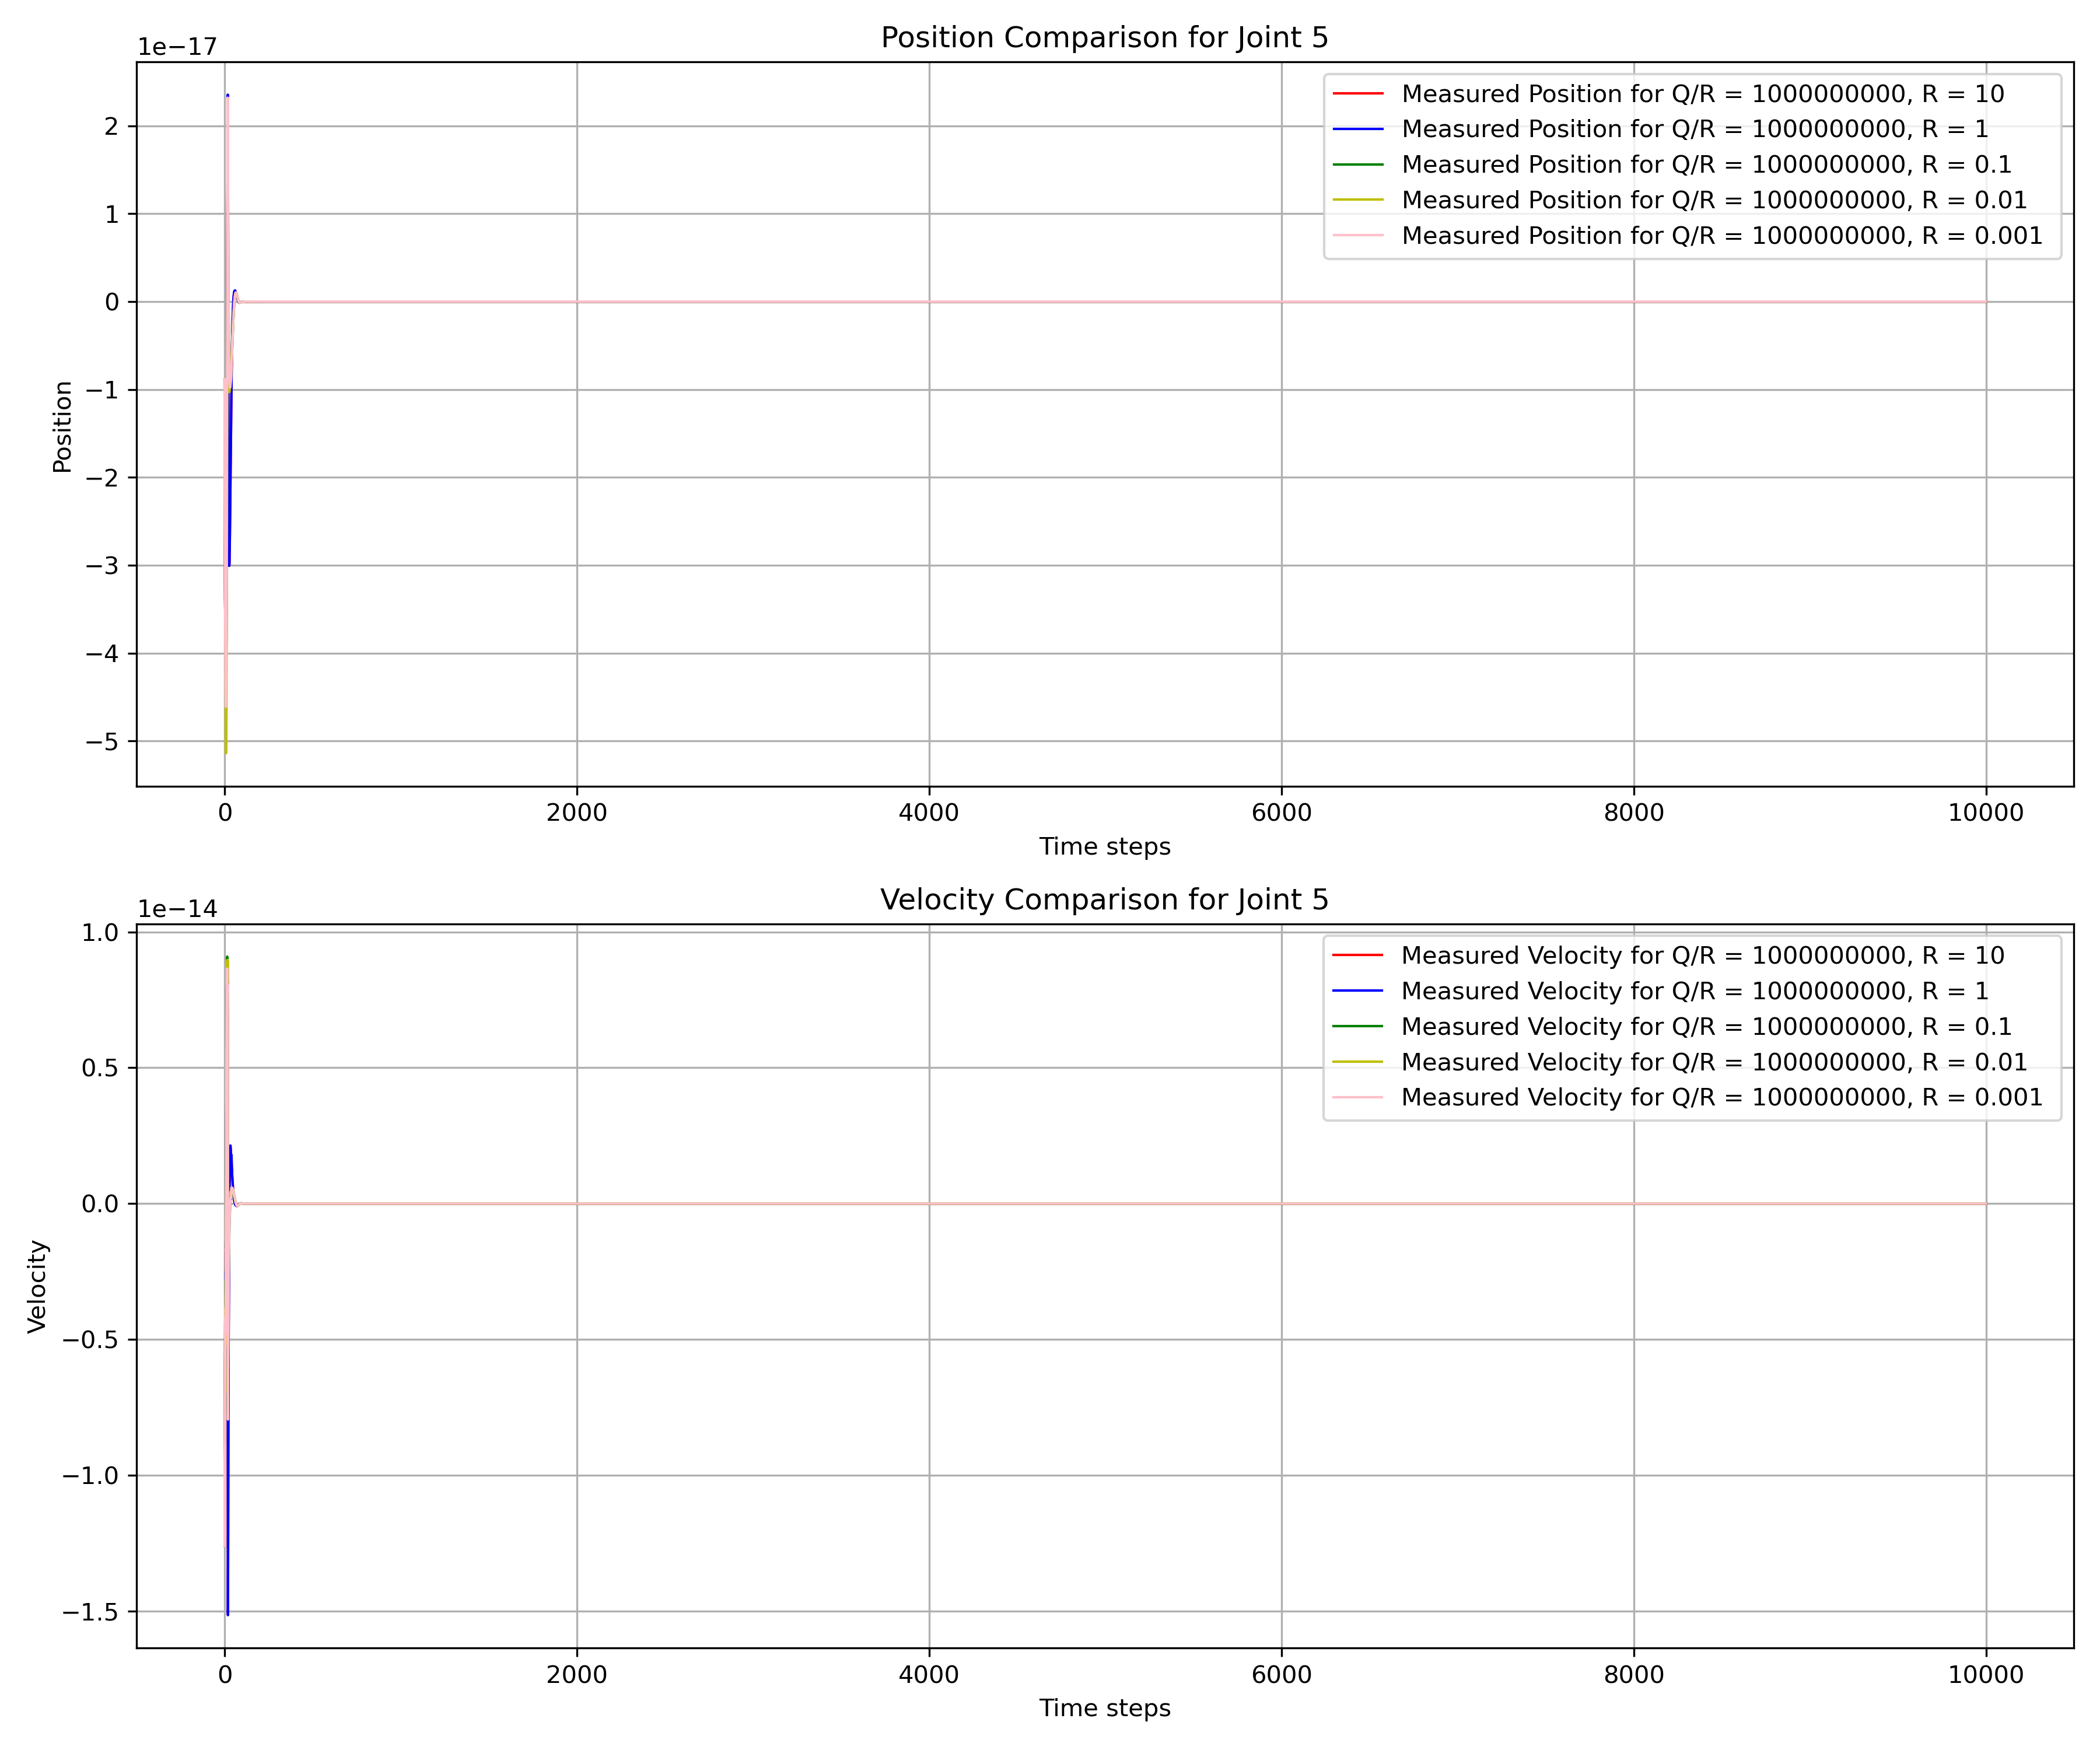 Position Comparison for Joint 5
1e−17
Measured Position for Q/R = 1000000000, R = 10
Measured Position for Q/R = 1000000000, R = 1
Measured Position for Q/R = 1000000000, R = 0.1
Measured Position for Q/R = 1000000000, R = 0.01
Measured Position for Q/R = 1000000000, R = 0.001
2
1
0
−1
−2
−3
−4
−5
Position
0 2000 4000 6000 8000 10000
Time steps
Velocity Comparison for Joint 5
1e−14
Measured Velocity for Q/R = 1000000000, R = 10
Measured Velocity for Q/R = 1000000000, R = 1
Measured Velocity for Q/R = 1000000000, R = 0.1
Measured Velocity for Q/R = 1000000000, R = 0.01
Measured Velocity for Q/R = 1000000000, R = 0.001
1.0
0.5
0.0
−0.5
−1.0
−1.5
Velocity
0 2000 4000 6000 8000 10000
Time steps